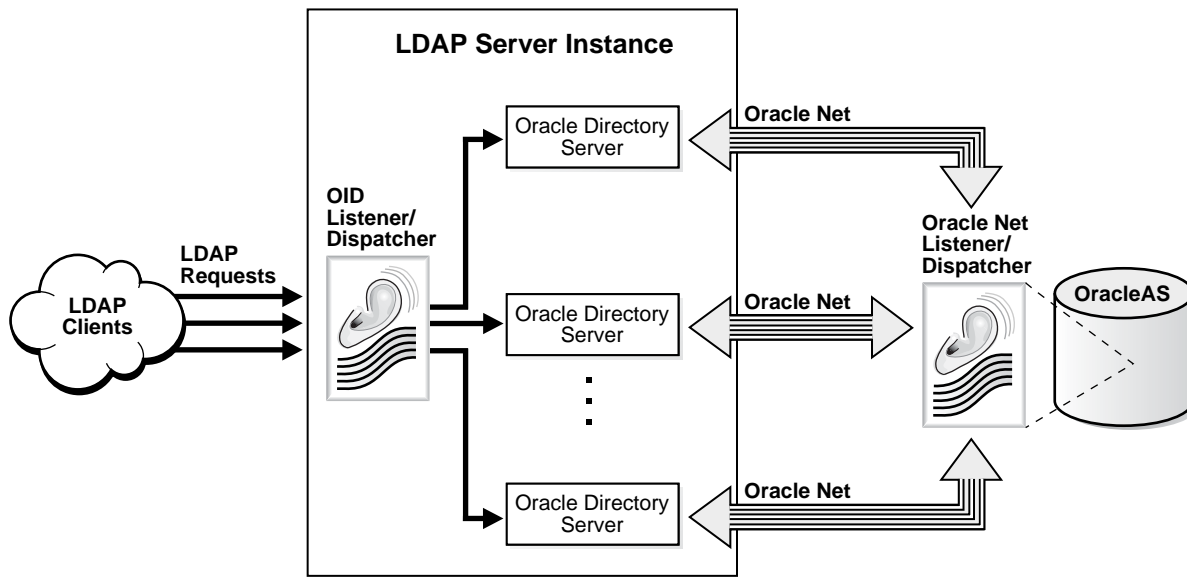 LDAP Server Instance
Oracle Net
Oracle Directory
Server
OID
Listener/
Dispatcher
Oracle Net
Listener/
Dispatcher
LDAP
Requests
LDAP
Clients
Oracle Net
OracleAS
Oracle Directory
Server
Oracle Net
Oracle Directory
Server